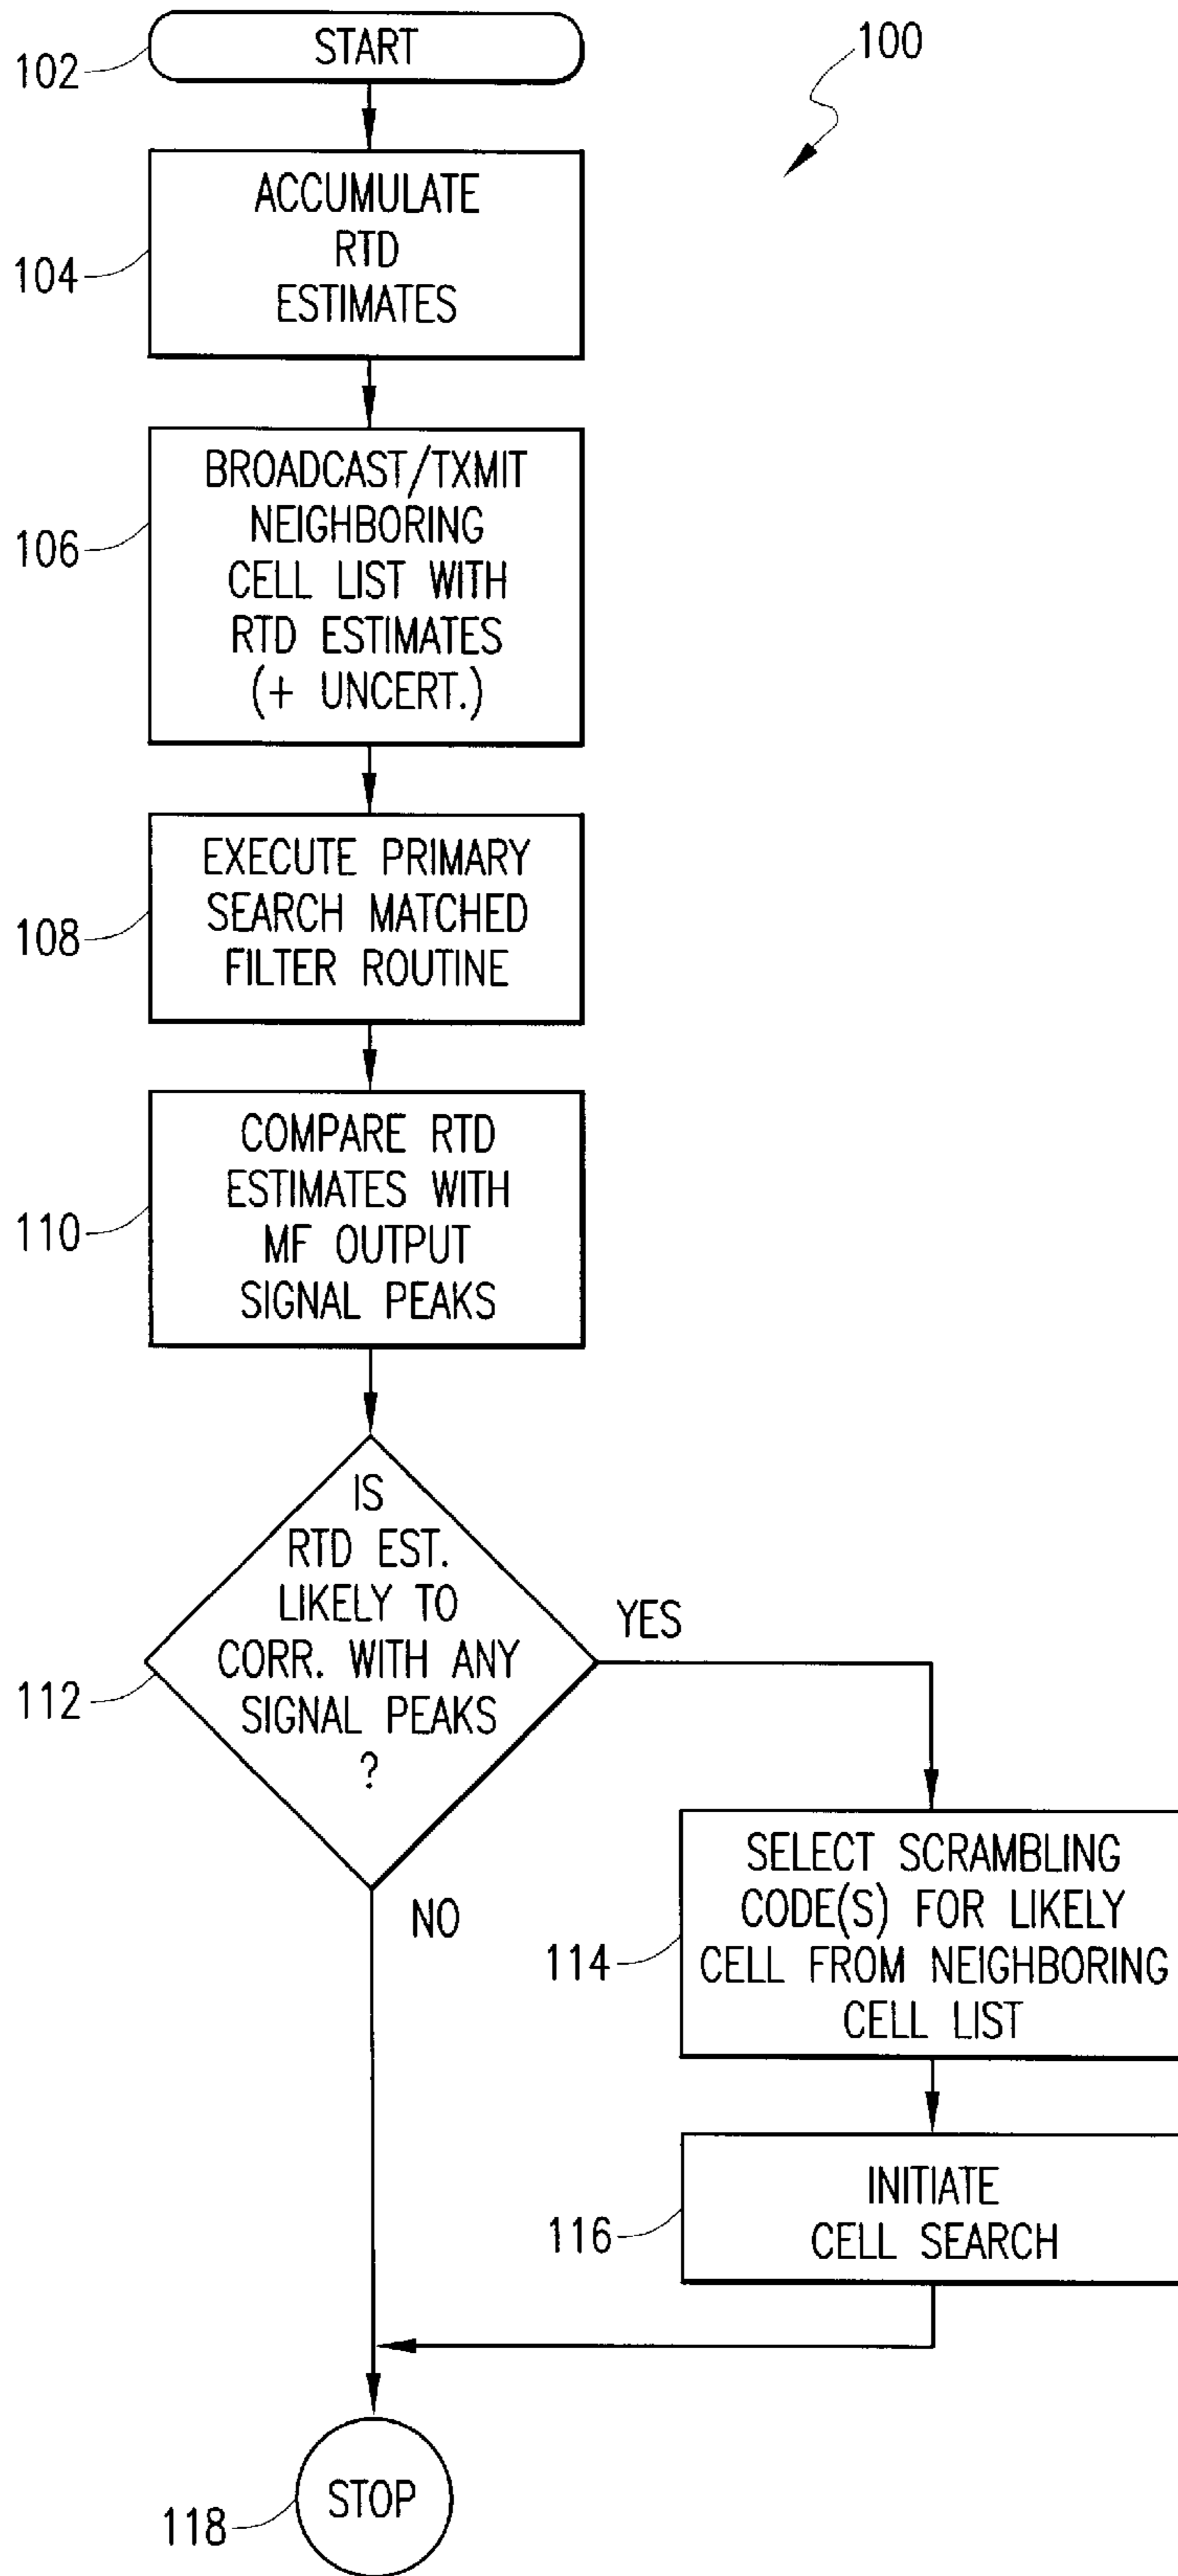 100
102
START
104
ACCUMULATE
RTD
ESTIMATES
106
BROADCAST/TXMIT
NEIGHBORING
CELL LIST WITH
RTD ESTIMATES
(+ UNCERT.)
108
EXECUTE PRIMARY
SEARCH MATCHED
FILTER ROUTINE
110
COMPARE RTD
ESTIMATES WITH
MF OUTPUT
SIGNAL PEAKS
112
IS
RTD EST.
LIKELY TO
CORR. WITH ANY
SIGNAL PEAKS
?
YES
NO
114
SELECT SCRAMBLING
CODE(S) FOR LIKELY
CELL FROM NEIGHBORING
CELL LIST
116
INITIATE
CELL SEARCH
118
STOP